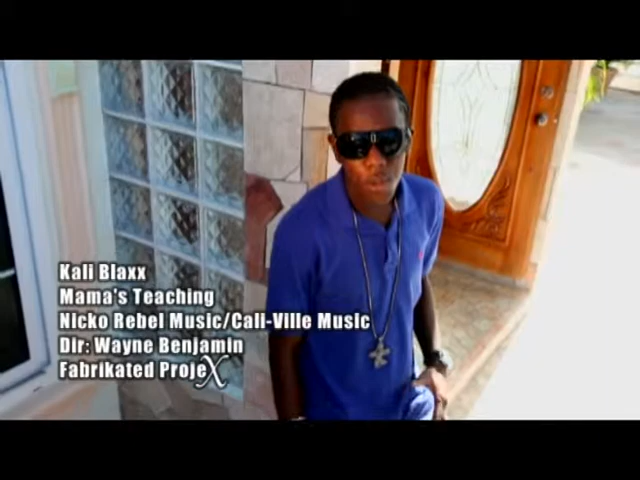 Kali Blaxx
Mama's Teaching
Nicko Rebel Music/Cali-Ville Music
Dir: Wayne Benjamin
Fabrikated ProjeX